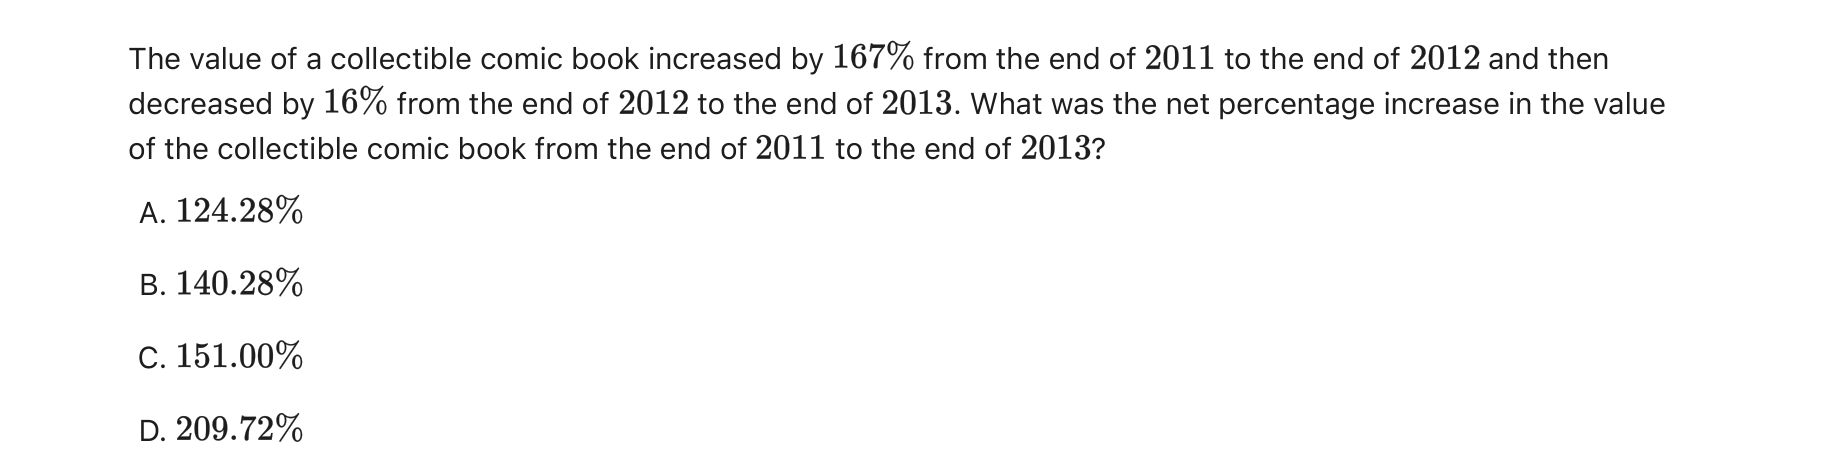 The value of a collectible comic book increased by 167% from the end of 2011 to the end of 2012 and then
decreased by 16% from the end of 2012 to the end of 2013. What was the net percentage increase in the value
of the collectible comic book from the end of 2011 to the end of 2013?
A. 124.28%
B. 140.28%
C. 151.00%
D. 209.72%